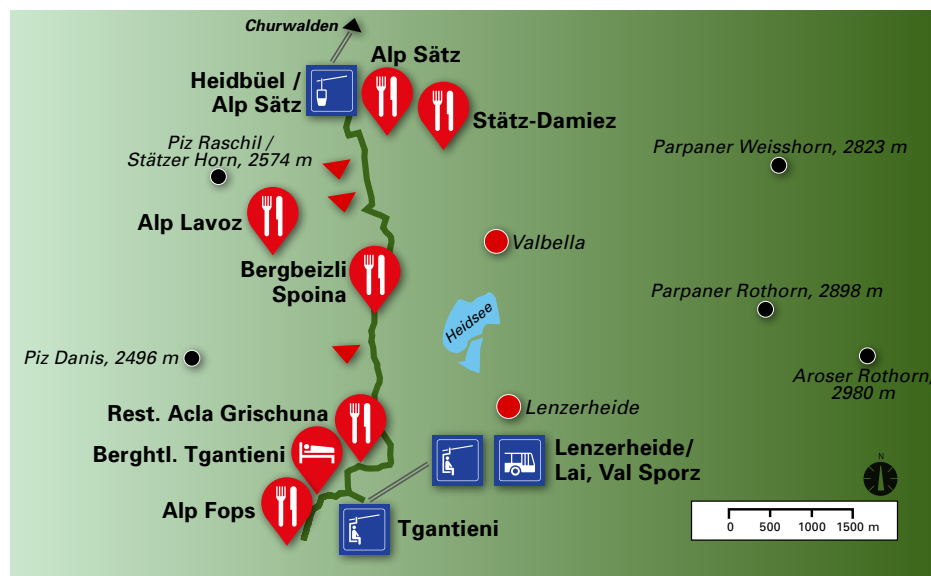 Churwalden
Alp Sätz
Heidbüel /
Alp Sätz
Stätz-Damiez
Piz Raschil /
Stätzer Horn, 2574 m
Parpaner Weisshorn, 2823 m
Alp Lavoz
Valbella
Bergbeizli
Spoina
Parpaner Rothorn, 2898 m
Heidsee
Piz Danis, 2496 m
Aroser Rothorn,
2980 m
Rest. Acla Grischuna
Lenzerheide
Berghtl. Tgantieni
Lenzerheide/
Lai, Val Sporz
N
Alp Fops
Tgantieni
0 500 1000 1500 m